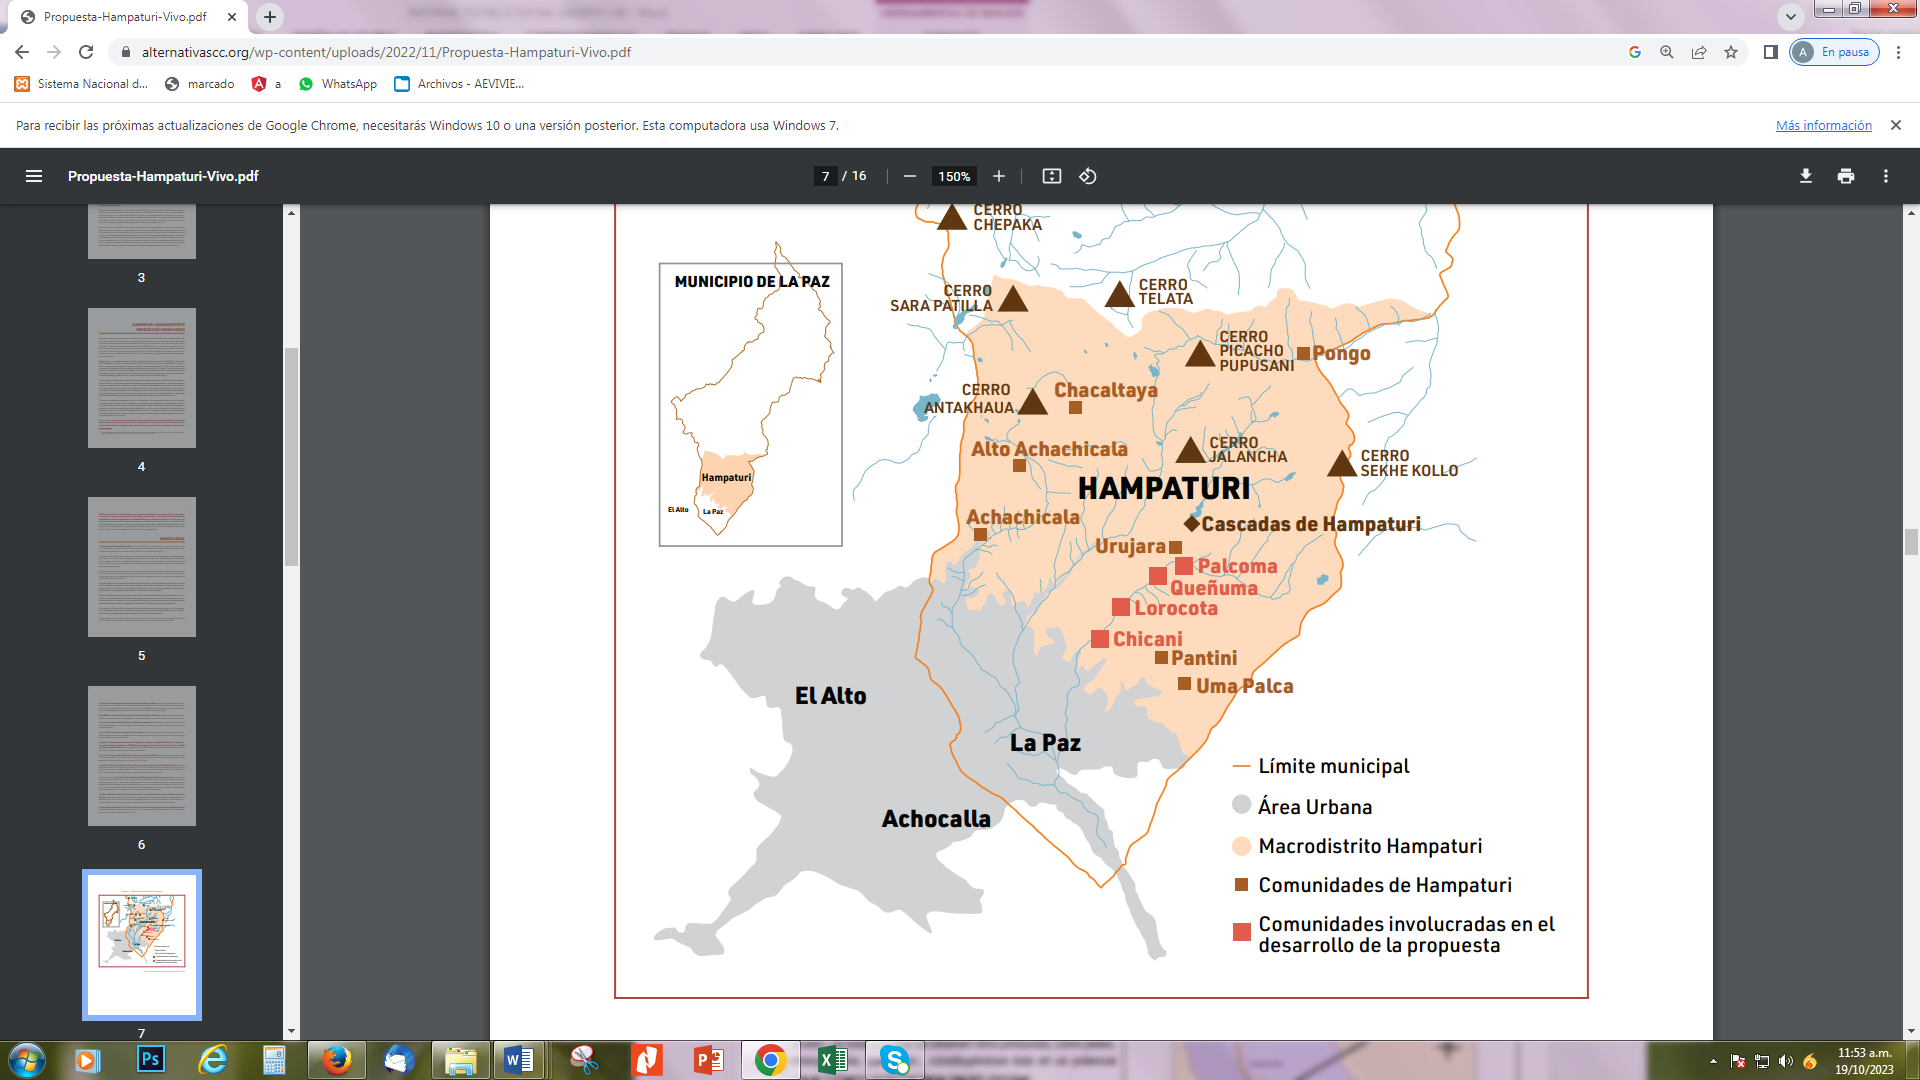 Propuesta-Hampaturi-Vivo.pdf
alternativascc.org/wp-content/uploads/2022/11/Propuesta-Hampaturi-Vivo.pdf
A
En pausa
Sistema Nacional d...
marcado
a
WhatsApp
Archivos - AEVIVIE...
Para recibir las próximas actualizaciones de Google Chrome, necesitarás Windows 10 o una versión posterior. Esta computadora usa Windows 7.
Más información
Propuesta-Hampaturi-Vivo.pdf
7 / 16
150%
3
4
5
6
7
CERRO
CHEPAKA
MUNICIPIO DE LA PAZ
Hampaturi
El Alto
La Paz
CERRO
SARA PATILLA
CERRO
TELATA
CERRO
PICACHO
PUPUSANI
Pongo
CERRO
ANTAKHAUA
Chacaltaya
Alto Achachicala
CERRO
JALANCHA
CERRO
SEKHE KOLLO
HAMPATURI
Achachicala
Cascadas de Hampaturi
Urujara
Palcoma
Queñuma
Lorocota
Chicani
Pantini
Uma Palca
El Alto
La Paz
Achocalla
Límite municipal
Área Urbana
Macrodistrito Hampaturi
Comunidades de Hampaturi
Comunidades involucradas en el
desarrollo de la propuesta
Ps
11:53 a.m.
19/10/2023